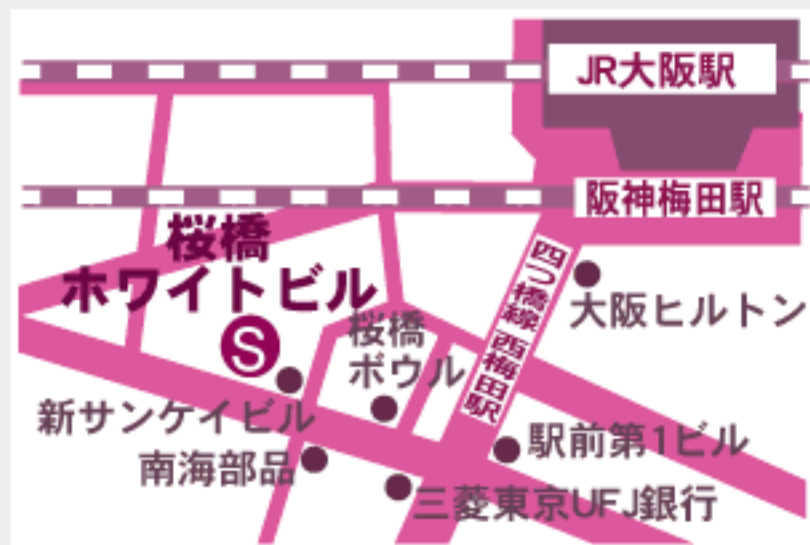 JR大阪駅
阪神梅田駅
桜橋
ホワイトビル
S
四つ橋線 西梅田駅
大阪ヒルトン
桜橋
ボウル
新サンケイビル
南海部品
駅前第1ビル
三菱東京UFJ銀行